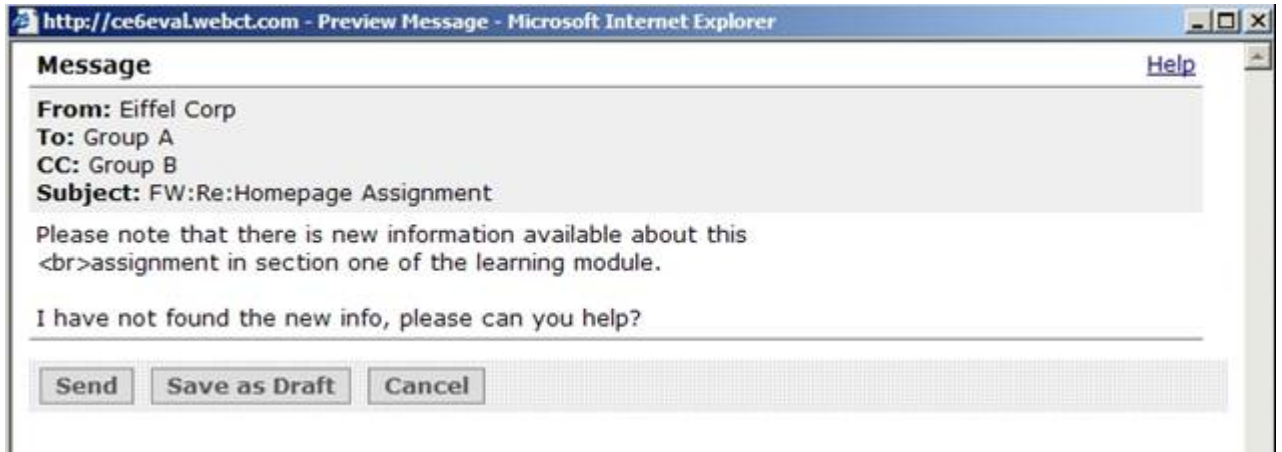 http://ce6eval.webct.com - Preview Message - Microsoft Internet Explorer
Message Help
From: Eiffel Corp
To: Group A
CC: Group B
Subject: FW:Re:Homepage Assignment
Please note that there is new information available about this
<br>assignment in section one of the learning module.
I have not found the new info, please can you help?
Send Save as Draft Cancel